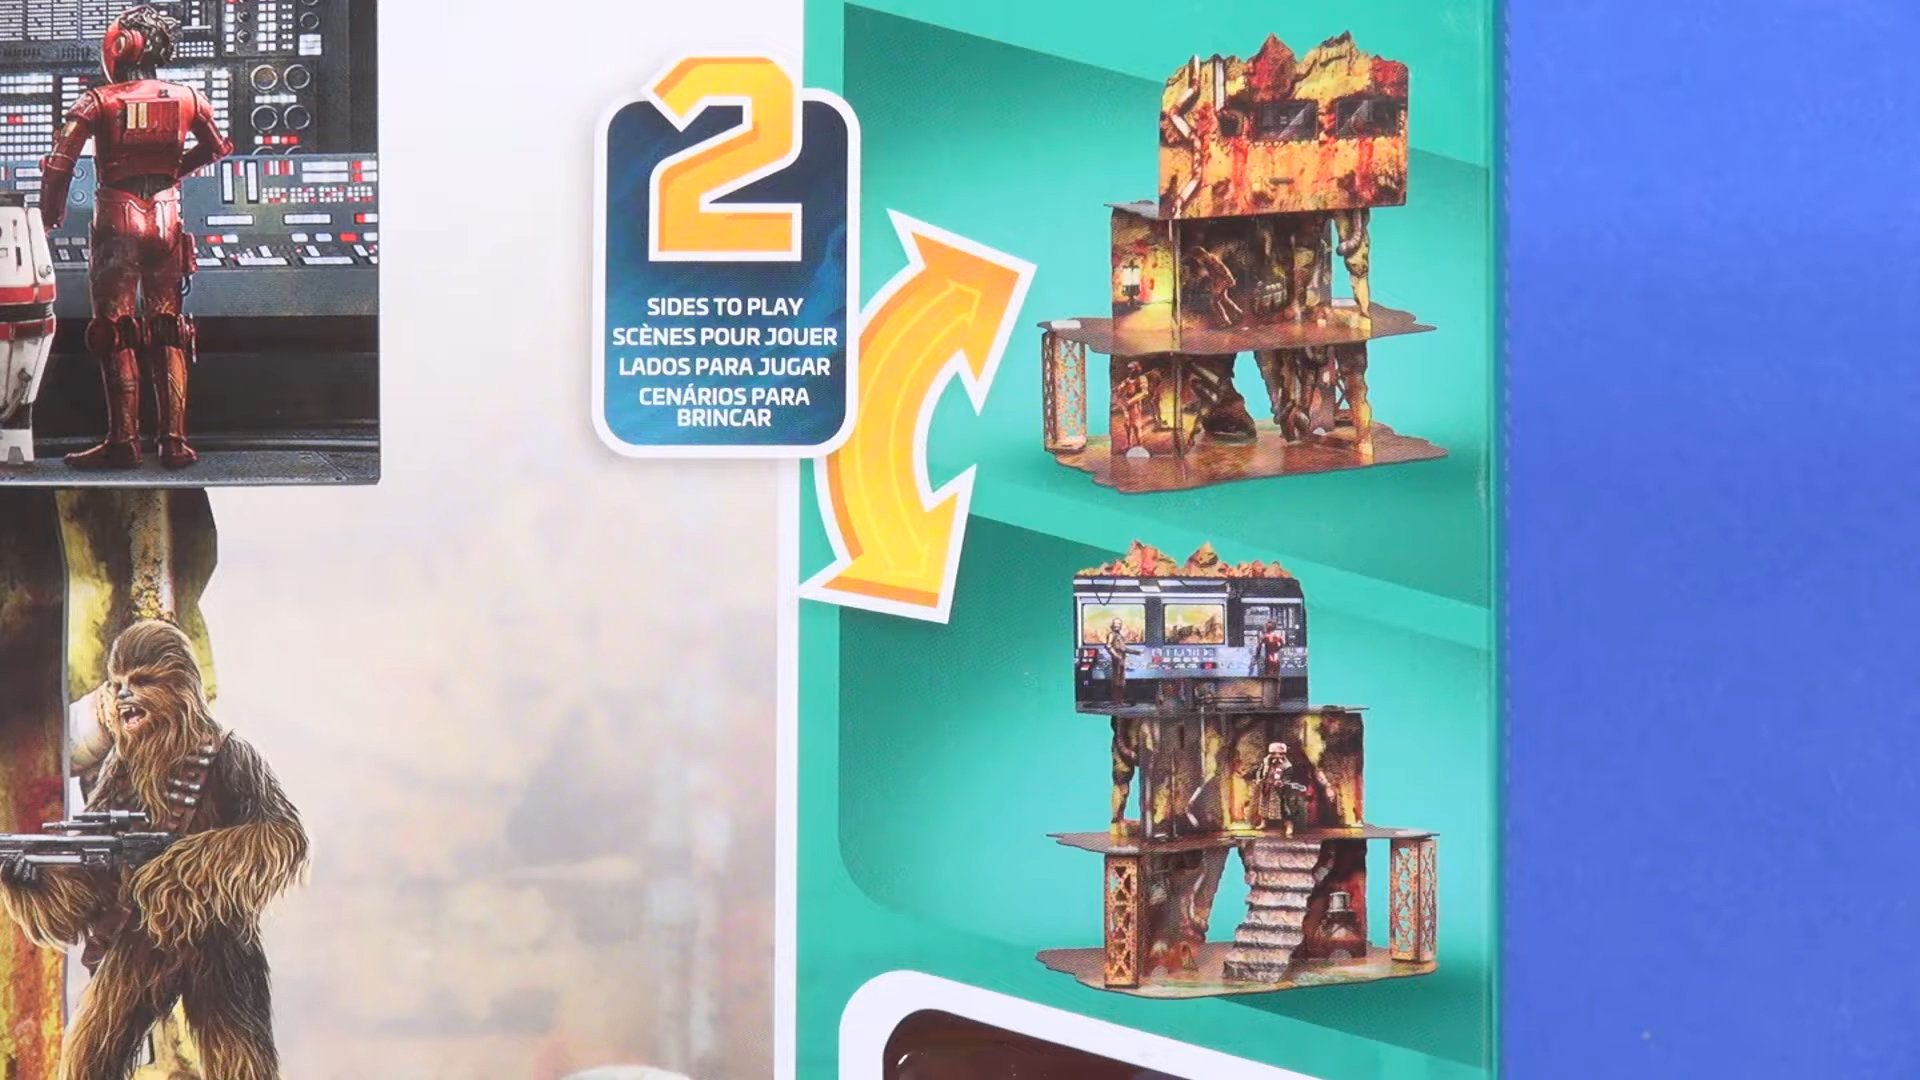 2
SIDES TO PLAY
SCÈNES POUR JOUER
LADOS PARA JUGAR
CENÁRIOS PARA
BRINCAR